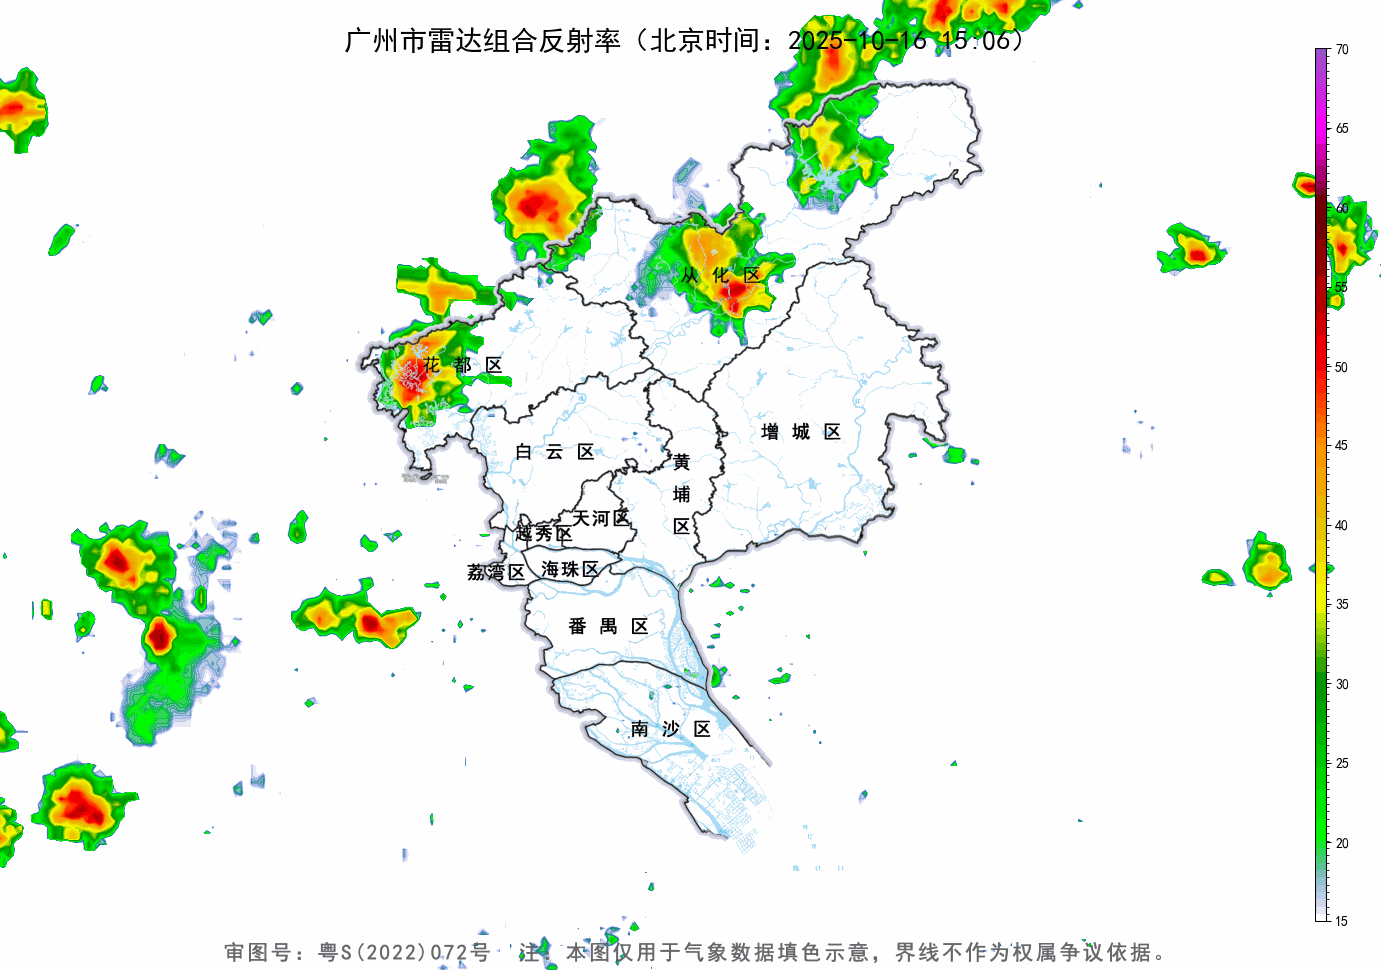 广州市雷达组合反射率（北京时间：2025-10-16 15:06）
70
65
60
55
50
45
40
35
30
25
20
15
从 化 区
花 都 区
增 城 区
白 云 区
黄
埔
区
天河区
越秀区
荔湾区
海珠区
番 禺 区
南 沙 区
审图号：粤S(2022)072号 注：本图仅用于气象数据填色示意，界线不作为权属争议依据。